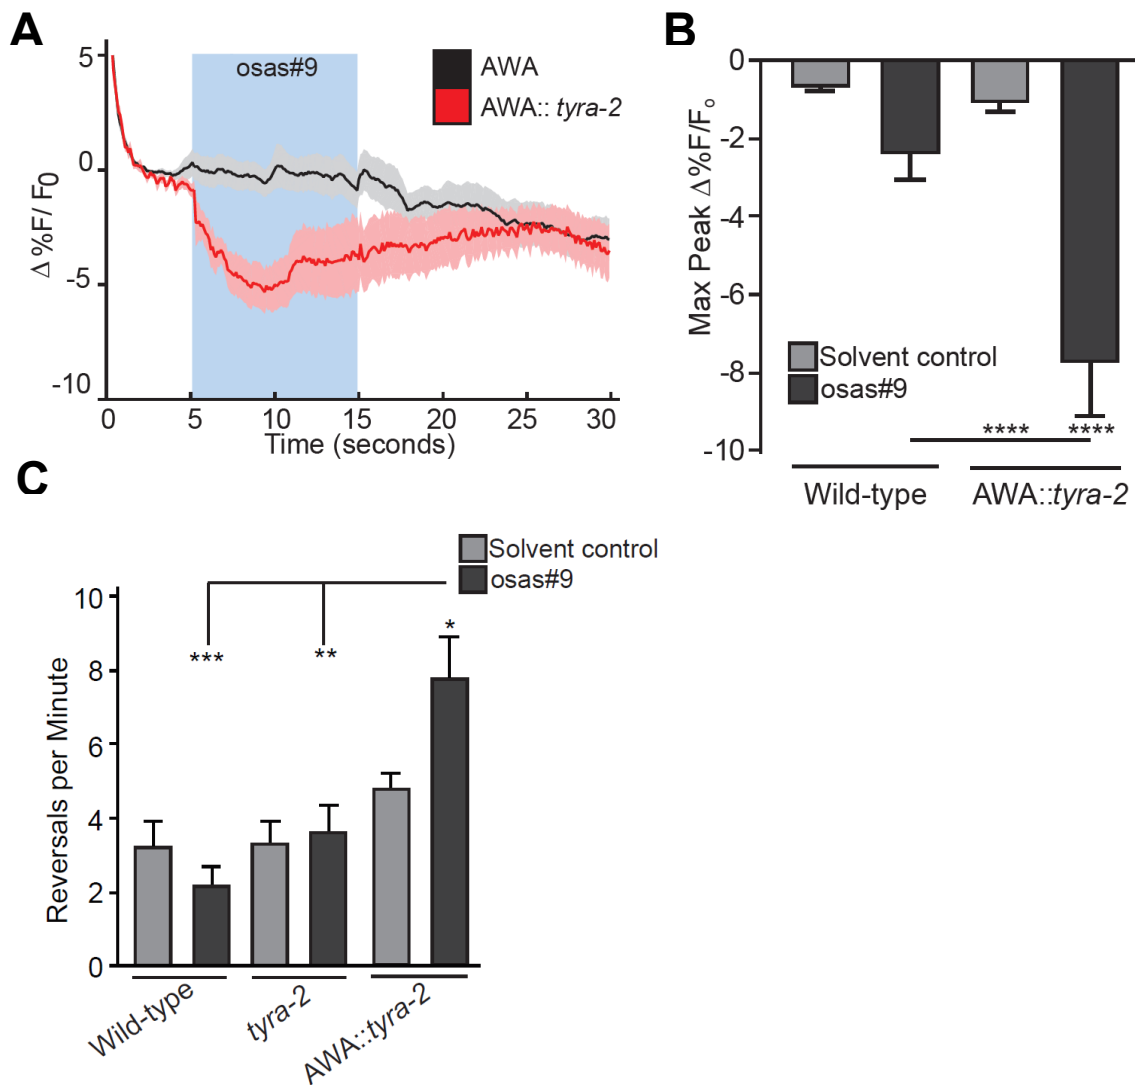 A
5
0
-5
-10
Δ %F/ F0
osas#9
AWA
AWA:: tyra-2
0
5
10
15
20
25
30
Time (seconds)
B
0
-2
-4
-6
-8
-10
Max Peak Δ%F/Fo
Solvent control
osas#9
**** ****
Wild-type
AWA::tyra-2
C
Solvent control
osas#9
10
8
6
4
2
0
Reversals per Minute
***
**
*
Wild-type
tyra-2
AWA::tyra-2